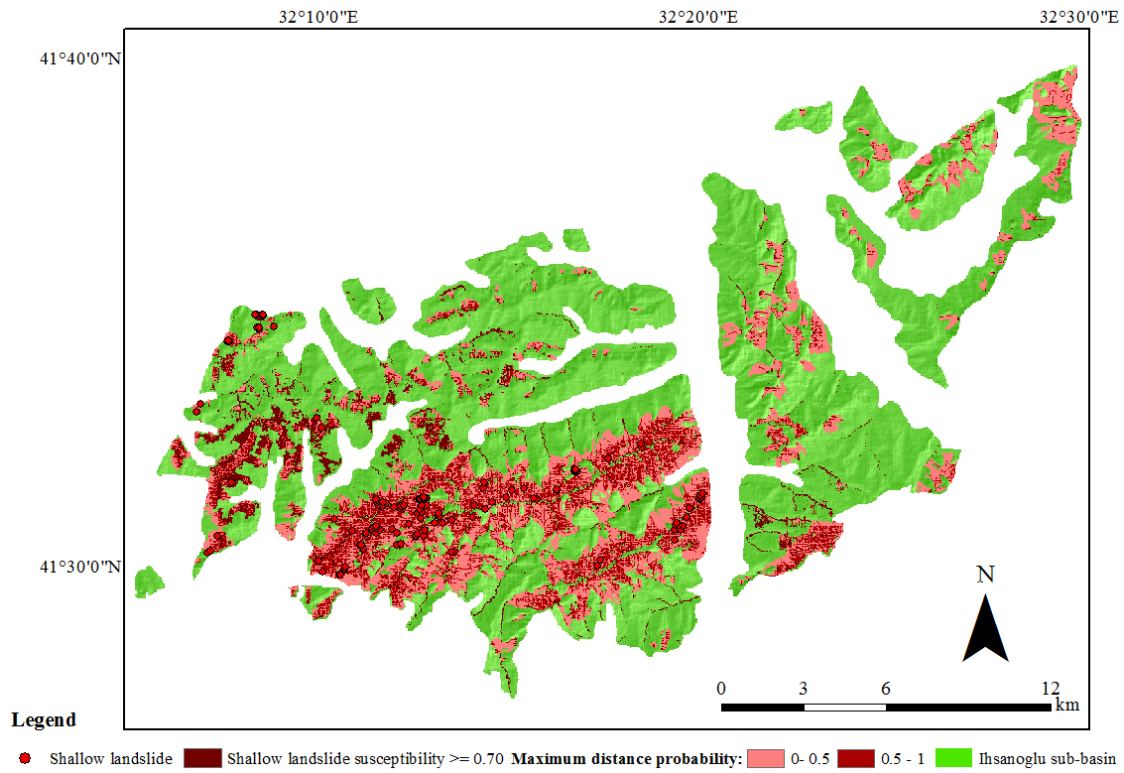 32°10'0"E 32°20'0"E 32°30'0"E
41°40'0"N
41°30'0"N
N
0 3 6 12
km
Legend
Shallow landslide Shallow landslide susceptibility >= 0.70 Maximum distance probability: 0- 0.5 0.5 - 1 Ihsanoglu sub-basin